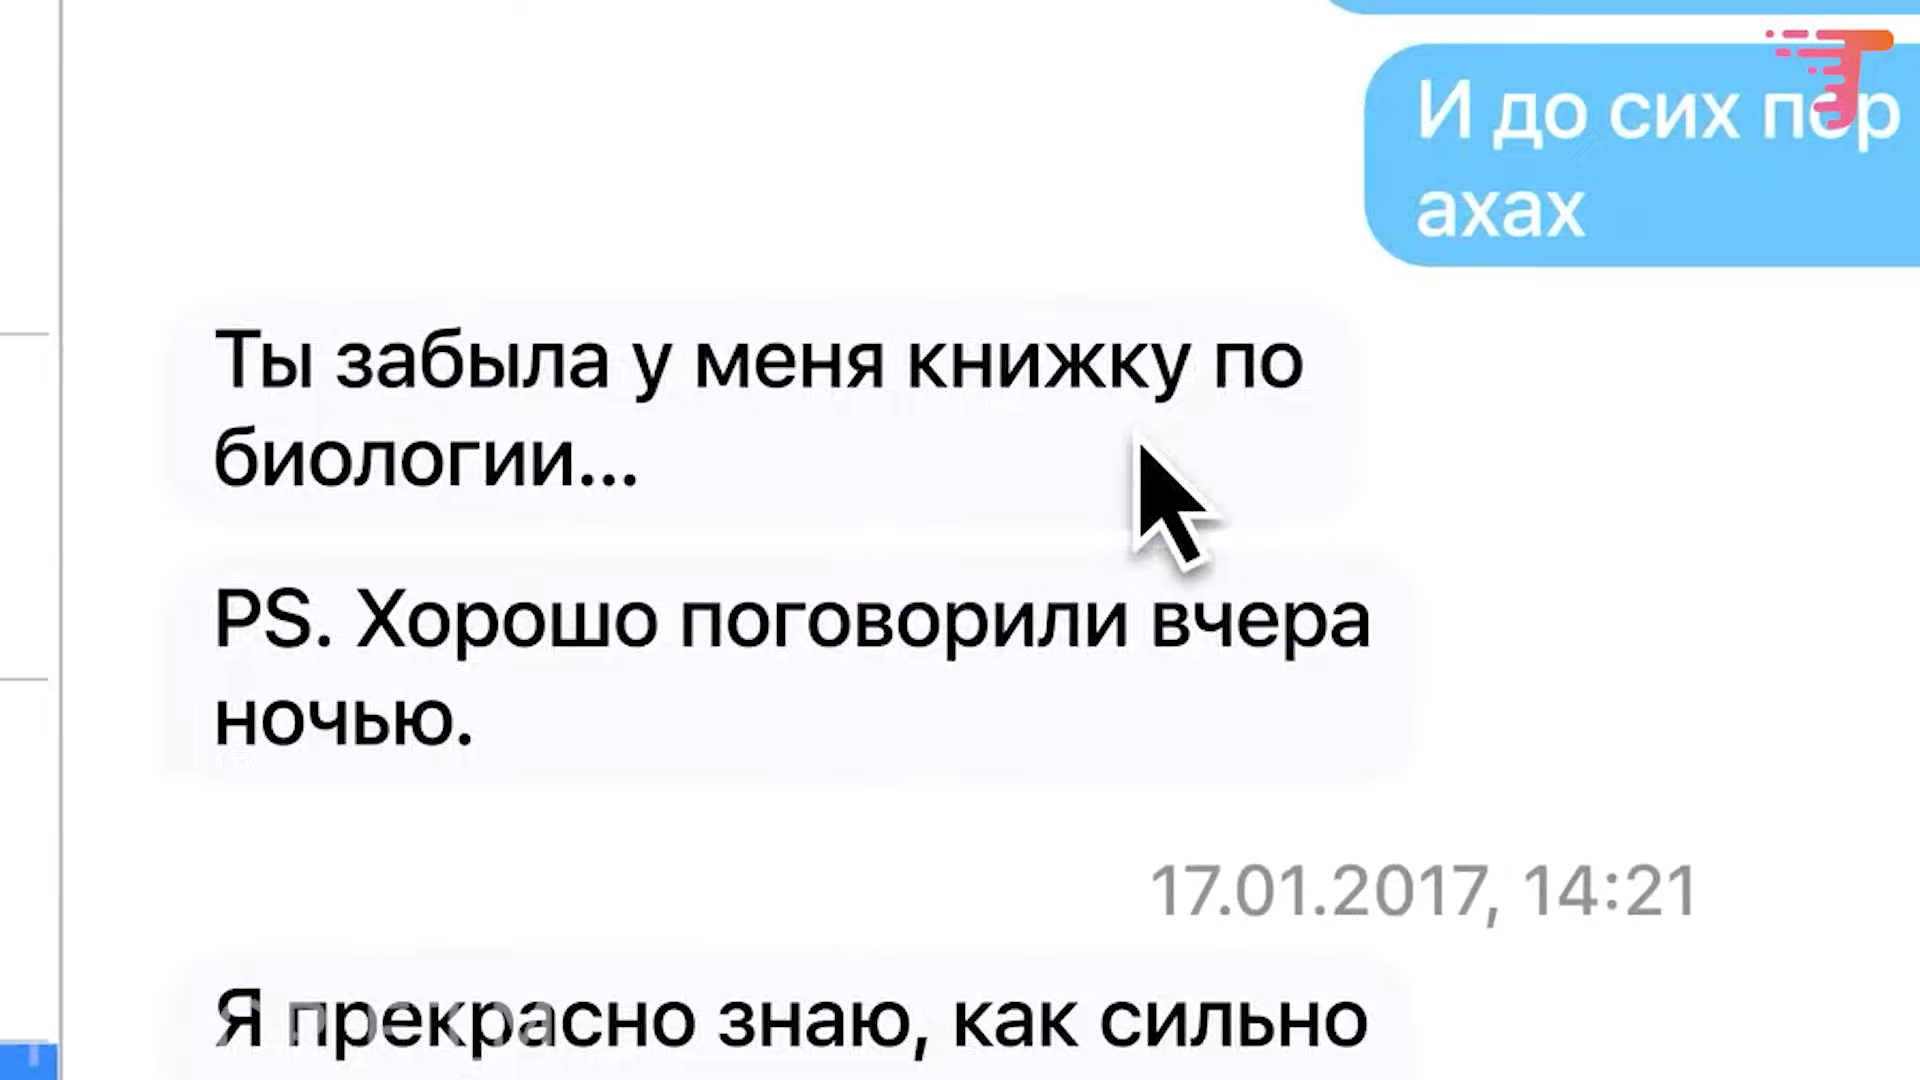 И до сих пор
ахах
Ты забыла у меня книжку по
биологии...
PS. Хорошо поговорили вчера
ночью.
17.01.2017, 14:21
Я прекрасно знаю, как сильно